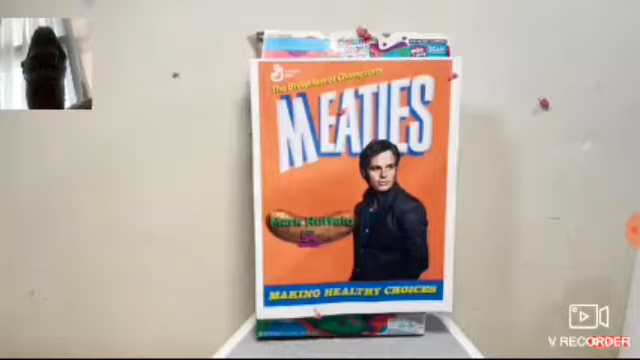 The Breakfast of Champions
MEATIES
Mark Ruffalo
MAKING HEALTHY CHOICES
V RECORDER